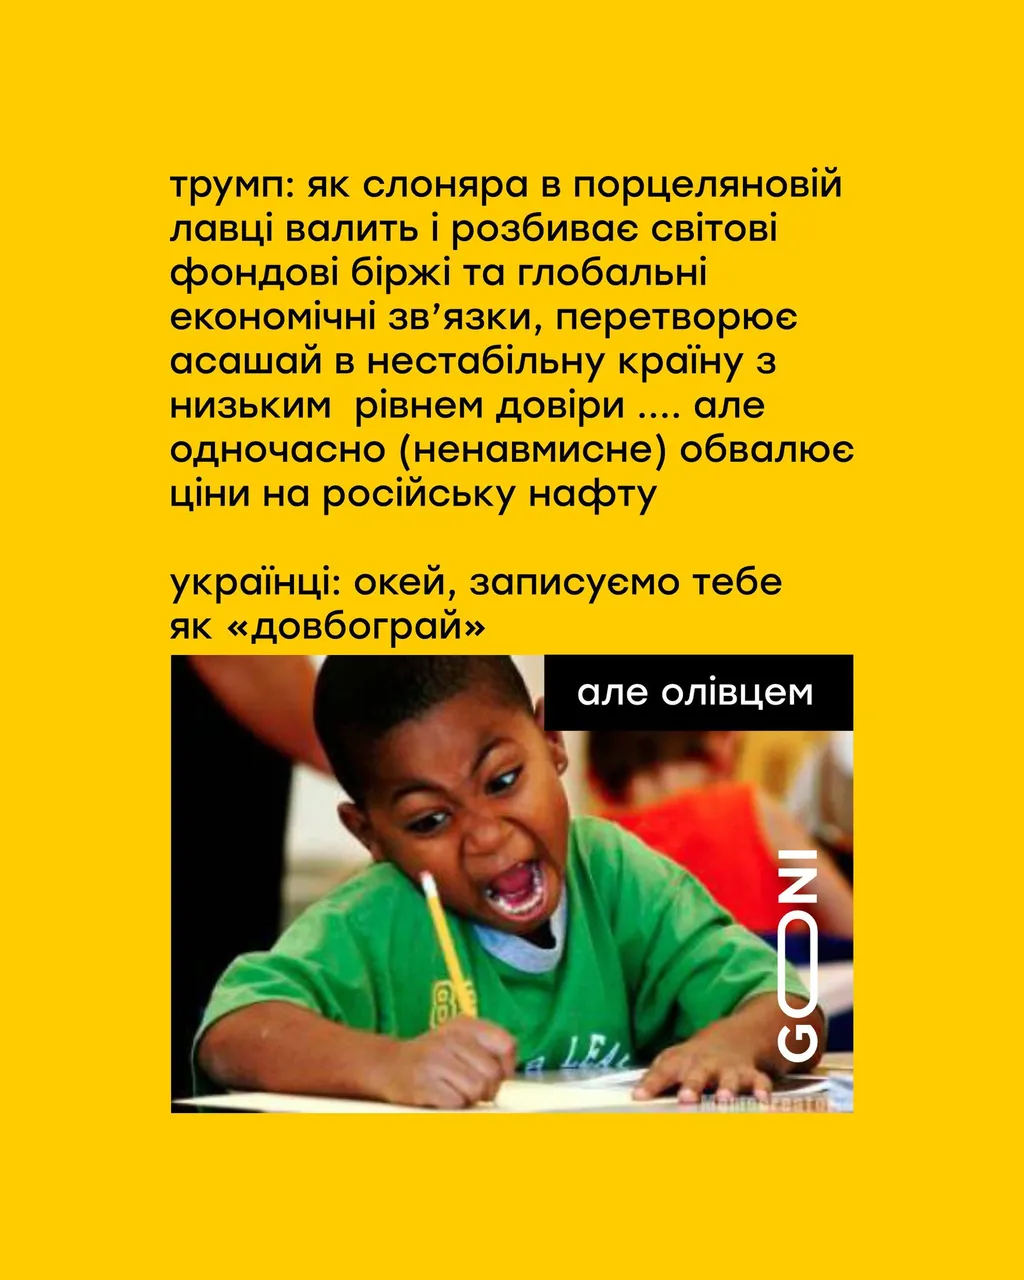 трумп: як слоняра в порцеляновій
лавці валить і розбиває світові
фондові біржі та глобальні
економічні зв’язки, перетворює
асашай в нестабільну країну з
низьким рівнем довіри .... але
одночасно (ненавмисне) обвалює
ціни на російську нафту
українці: окей, записуємо тебе
як «довбограй»
але олівцем
GONI
8